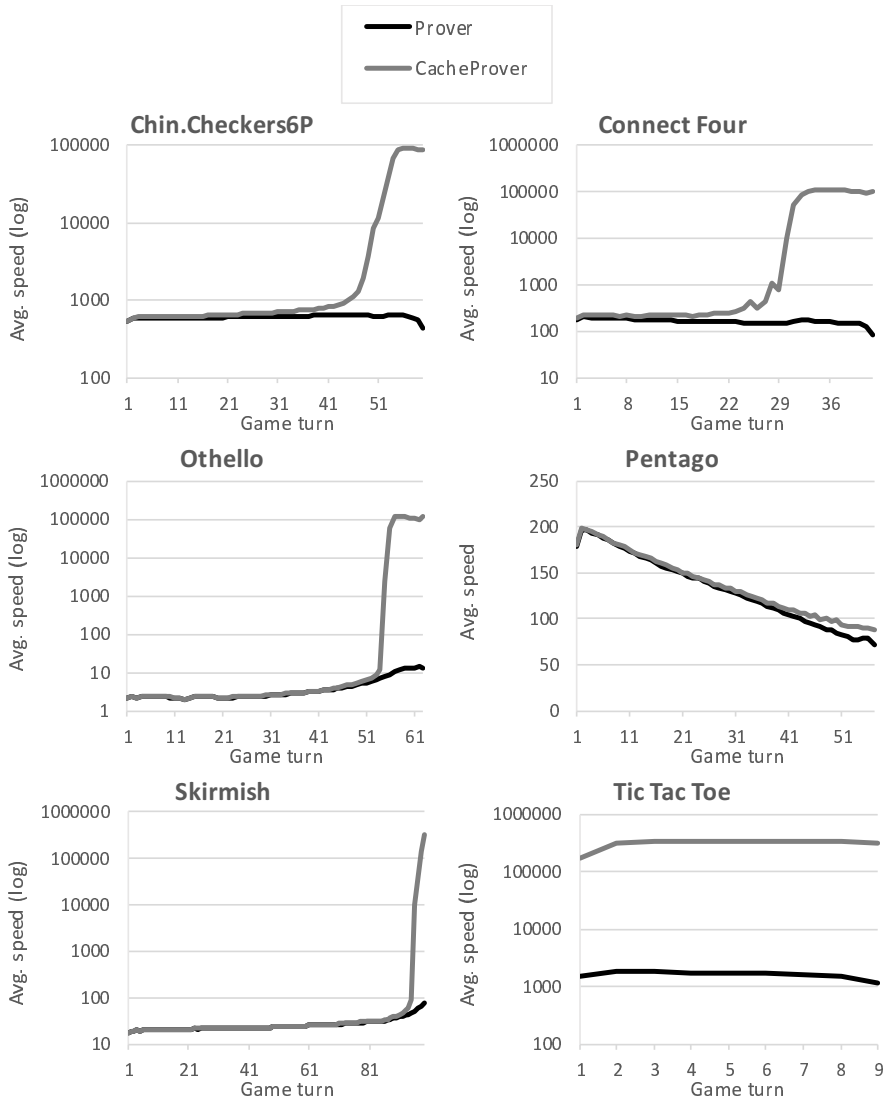 Prover
CacheProver
Chin.Checkers6P
Avg. speed (log)
100000
10000
1000
100
1 11 21 31 41 51
Game turn
Connect Four
Avg. speed (log)
1000000
100000
10000
1000
100
10
1 8 15 22 29 36
Game turn
Othello
Avg. speed (log)
1000000
100000
10000
1000
100
10
1
1 11 21 31 41 51 61
Game turn
Pentago
Avg. speed
250
200
150
100
50
0
1 11 21 31 41 51
Game turn
Skirmish
Avg. speed (log)
1000000
100000
10000
1000
100
10
1 21 41 61 81
Game turn
Tic Tac Toe
Avg. speed (log)
1000000
100000
10000
1000
100
1 2 3 4 5 6 7 8 9
Game turn